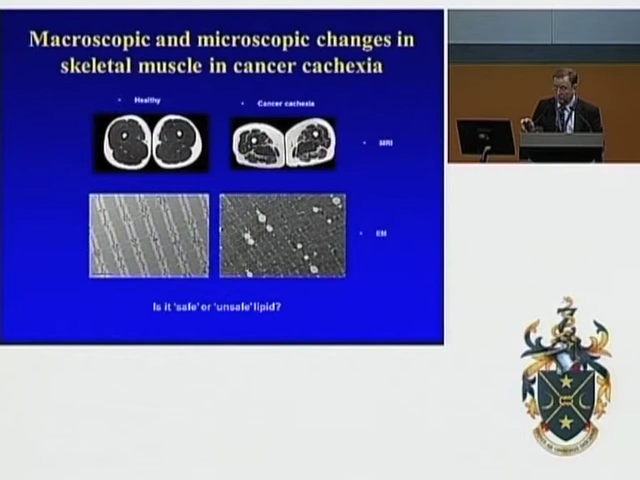 Macroscopic and microscopic changes in
skeletal muscle in cancer cachexia
• Healthy
• Cancer cachexia
• MRI
• EM
Is it 'safe' or 'unsafe' lipid?